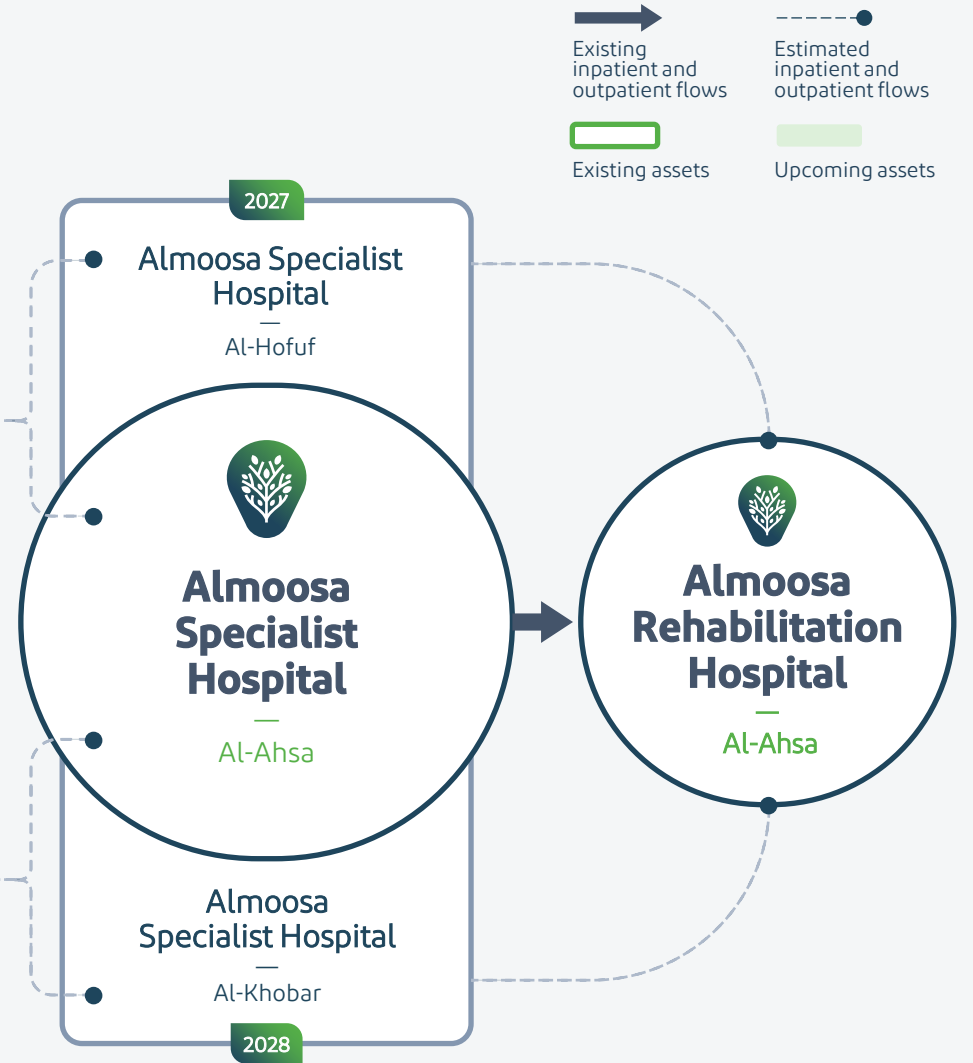 Existing
inpatient and
outpatient flows
Estimated
inpatient and
outpatient flows
Existing assets
Upcoming assets
2027
Almoosa Specialist
Hospital
Al-Hofuf
Almoosa
Specialist
Hospital
Al-Ahsa
Almoosa
Rehabilitation
Hospital
Al-Ahsa
Almoosa
Specialist Hospital
Al-Khobar
2028